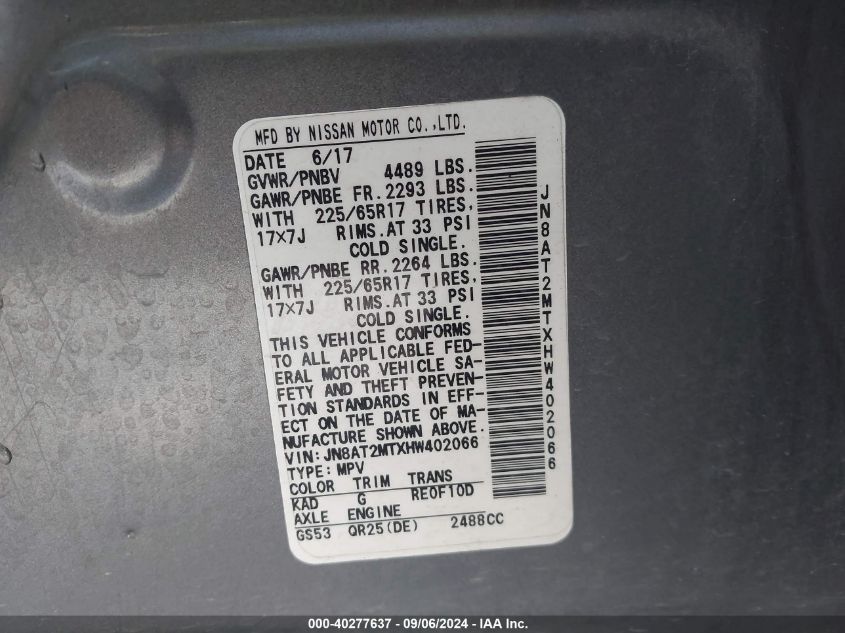 MFD BY NISSAN MOTOR CO.,LTD.
DATE 6/17
GVWR/PNBV 4489 LBS.
GAWR/PNBE FR.2293 LBS.
WITH 225/65R17 TIRES,
17×7J RIMS.AT 33 PSI
COLD SINGLE.
GAWR/PNBE RR.2264 LBS.
WITH 225/65R17 TIRES,
17×7J RIMS.AT 33 PSI
COLD SINGLE.
THIS VEHICLE CONFORMS
TO ALL APPLICABLE FED-
ERAL MOTOR VEHICLE SA-
FETY AND THEFT PREVEN-
TION STANDARDS IN EFF-
ECT ON THE DATE OF MA-
NUFACTURE SHOWN ABOVE.
VIN:JN8AT2MTXHW402066
TYPE:MPV
COLOR TRIM TRANS
KAD G RE0F10D
AXLE ENGINE
GS53 QR25(DE) 2488CC
JN8AT2MTXHW402066
000-40277637 - 09/06/2024 - IAA Inc.